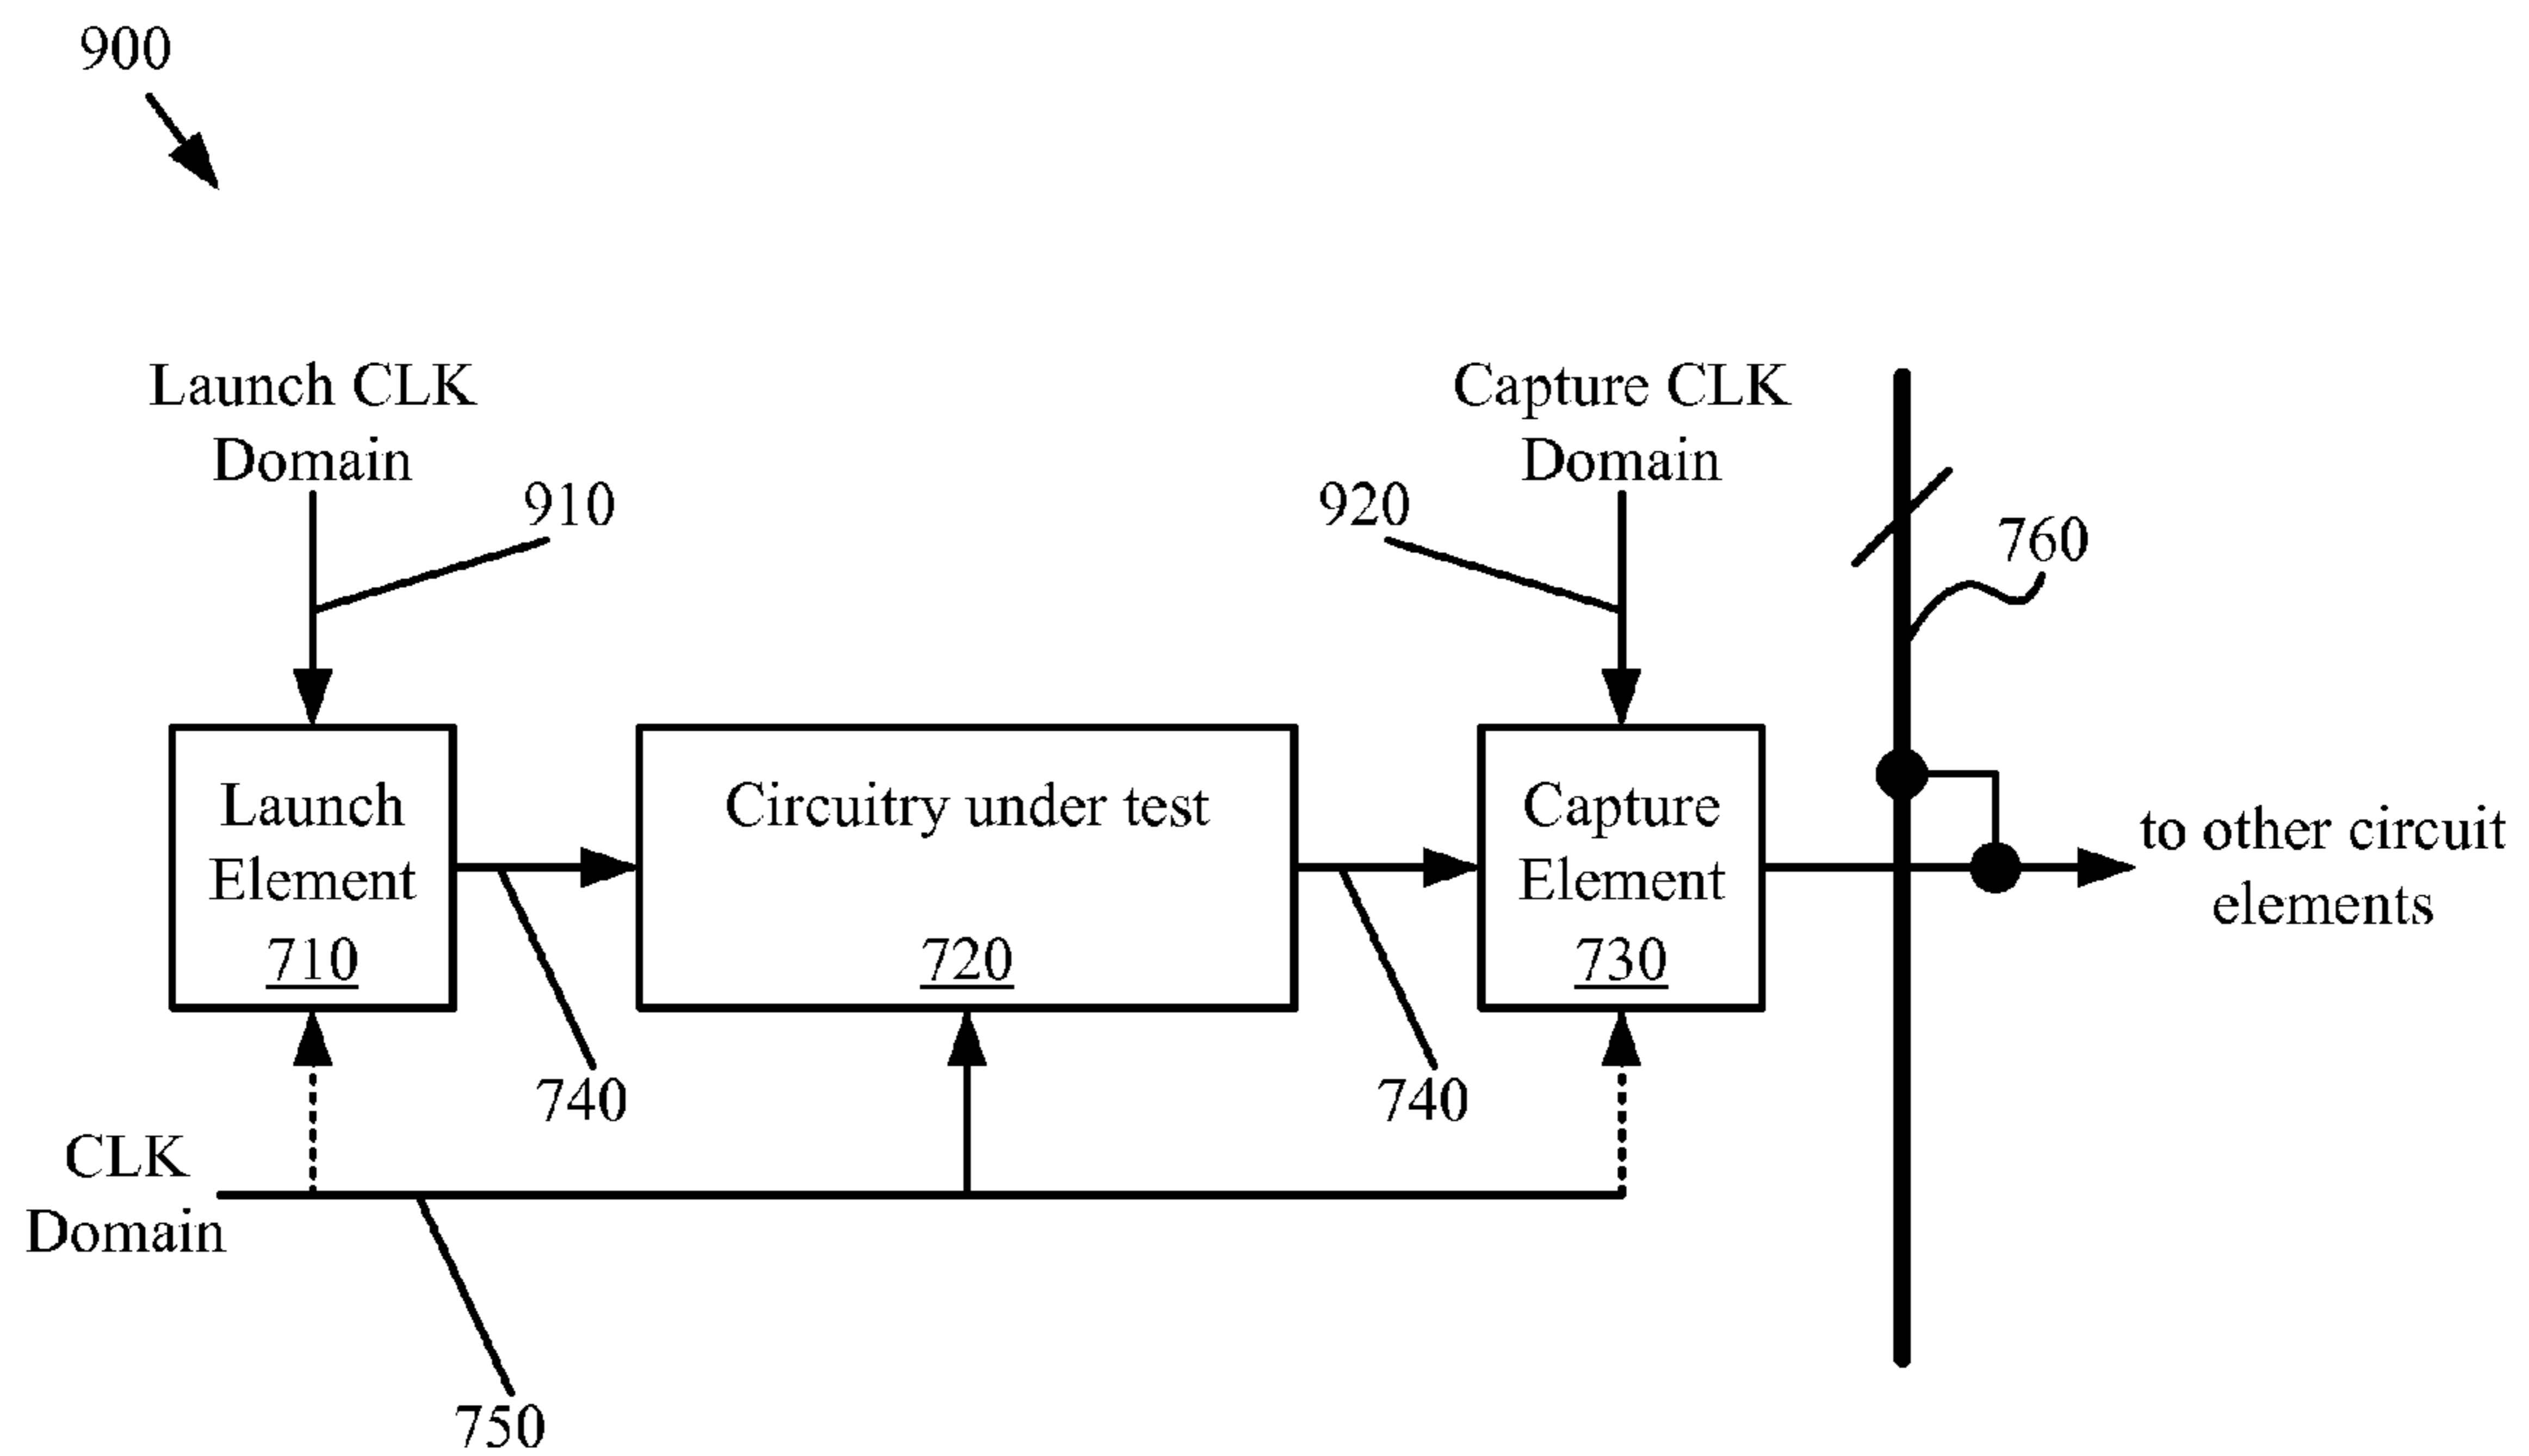 900
Launch CLK
Domain
910
920
Capture CLK
Domain
760
Launch
Element
710
Circuitry under test
720
Capture
Element
730
to other circuit
elements
740
740
CLK
Domain
750